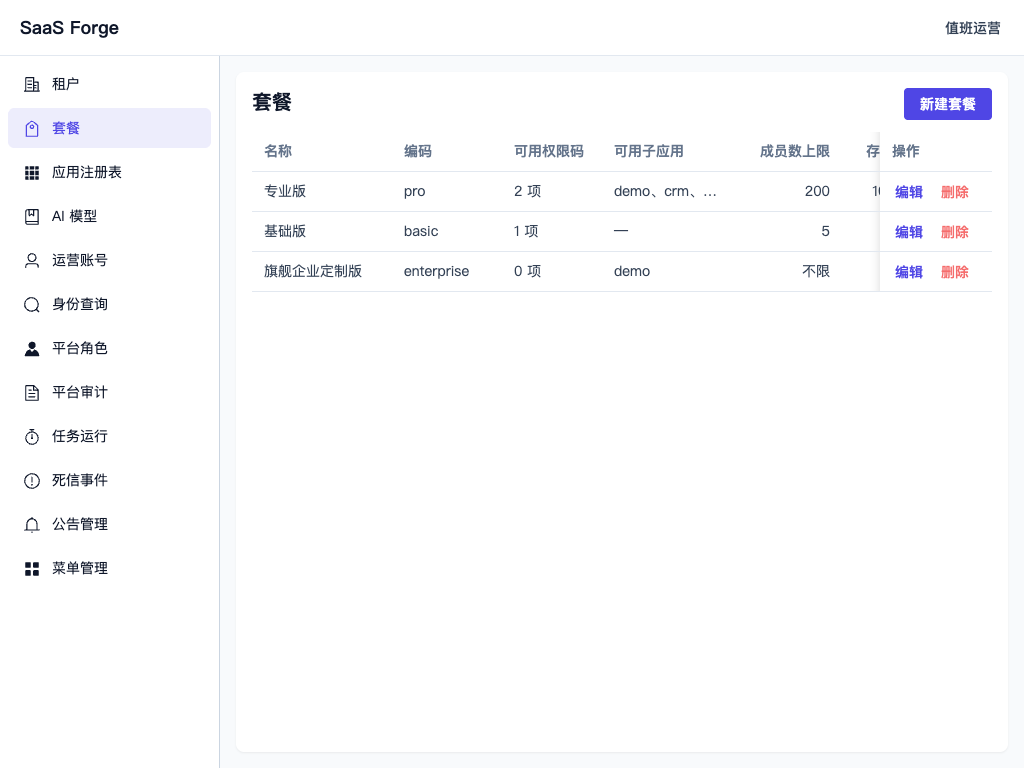 SaaS Forge
值班运营
租户
套餐
应用注册表
AI 模型
运营账号
身份查询
平台角色
平台审计
任务运行
死信事件
公告管理
菜单管理
套餐
新建套餐
名称 编码 可用权限码 可用子应用 成员数上限 存 操作
专业版 pro 2 项 demo、crm、... 200 编辑 删除
基础版 basic 1 项 — 5 编辑 删除
旗舰企业定制版 enterprise 0 项 demo 不限 编辑 删除